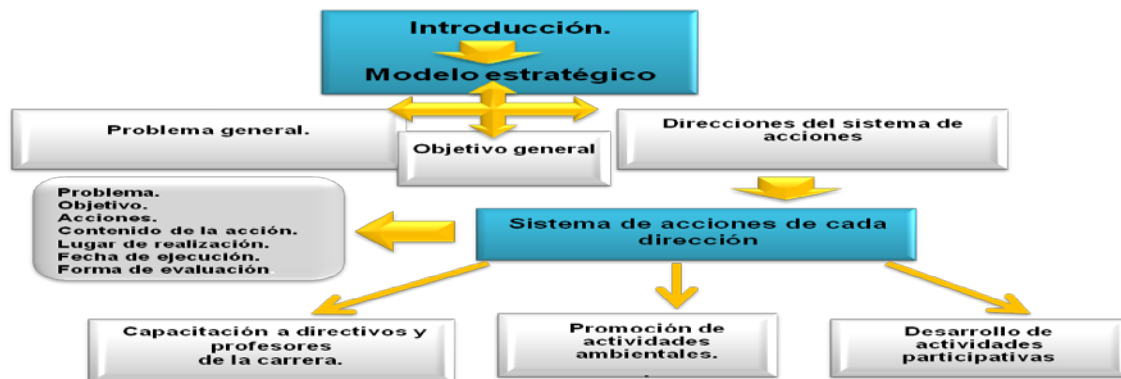 Introducción.
Modelo estratégico
Problema general.
Objetivo general
Direcciones del sistema de
acciones
Problema.
Objetivo.
Acciones.
Contenido de la acción.
Lugar de realización.
Fecha de ejecución.
Forma de evaluación.
Sistema de acciones de cada
dirección
Capacitación a directivos y
profesores
de la carrera.
Promoción de
actividades
ambientales.
.
Desarrollo de
actividades
participativas